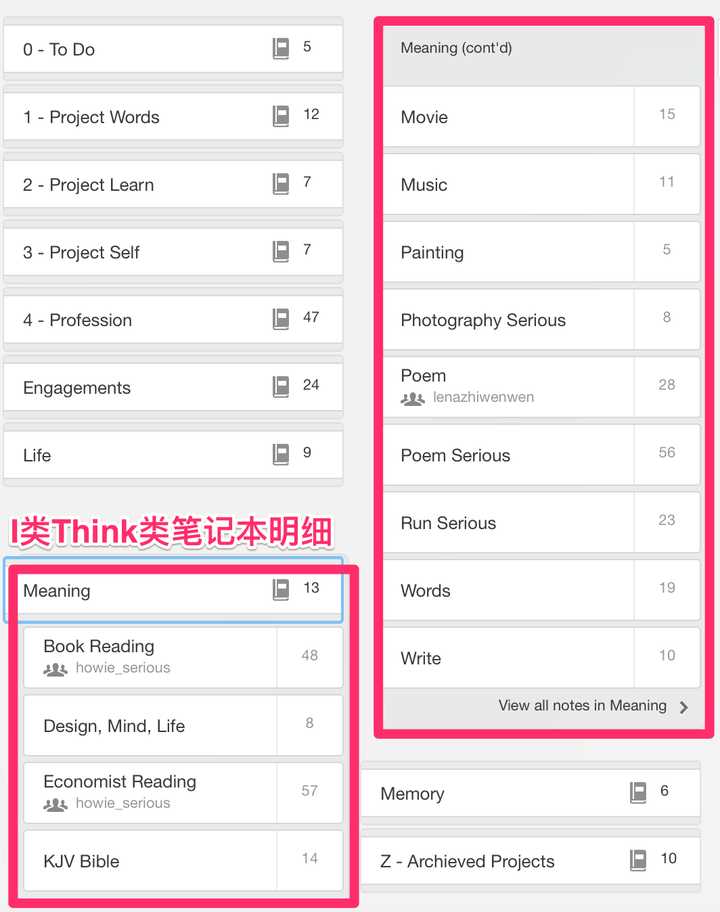 0 - To Do 5
1 - Project Words 12
2 - Project Learn 7
3 - Project Self 7
4 - Profession 47
Engagements 24
Life 9
I类Think类笔记本明细
Meaning 13
Book Reading 48
howie_serious
Design, Mind, Life 8
Economist Reading 57
howie_serious
KJV Bible 14
Meaning (cont'd)
Movie 15
Music 11
Painting 5
Photography Serious 8
Poem 28
lenazhiwenwen
Poem Serious 56
Run Serious 23
Words 19
Write 10
View all notes in Meaning
Memory 6
Z - Archieved Projects 10